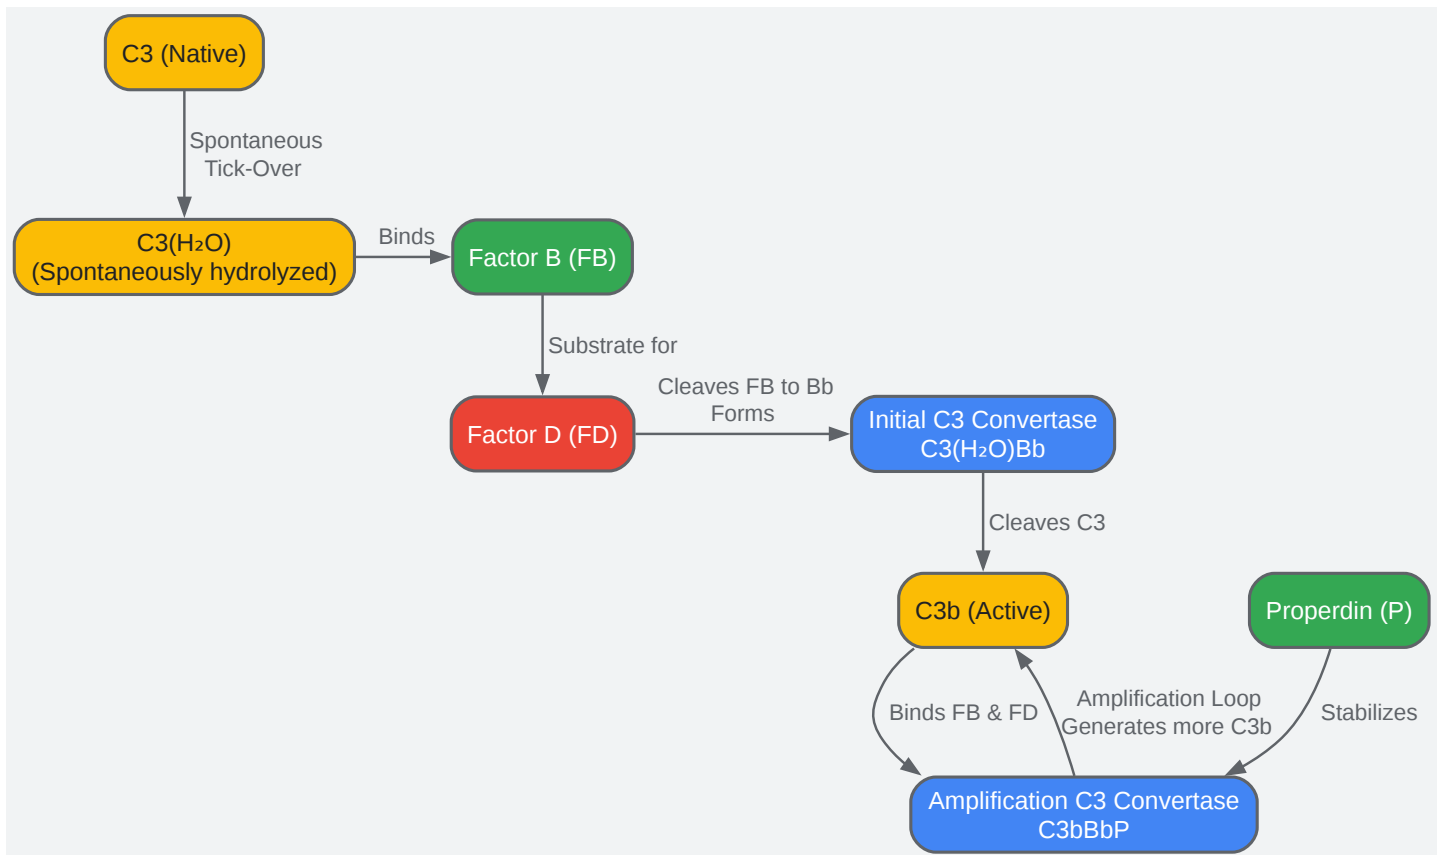 C3 (Native)
Spontaneous
Tick-Over
C3(H₂O)
(Spontaneously hydrolyzed)
Binds
Factor B (FB)
Substrate for
Factor D (FD)
Cleaves FB to Bb
Forms
Initial C3 Convertase
C3(H₂O)Bb
Cleaves C3
C3b (Active)
Properdin (P)
Binds FB & FD
Amplification Loop
Generates more C3b
Stabilizes
Amplification C3 Convertase
C3bBbP